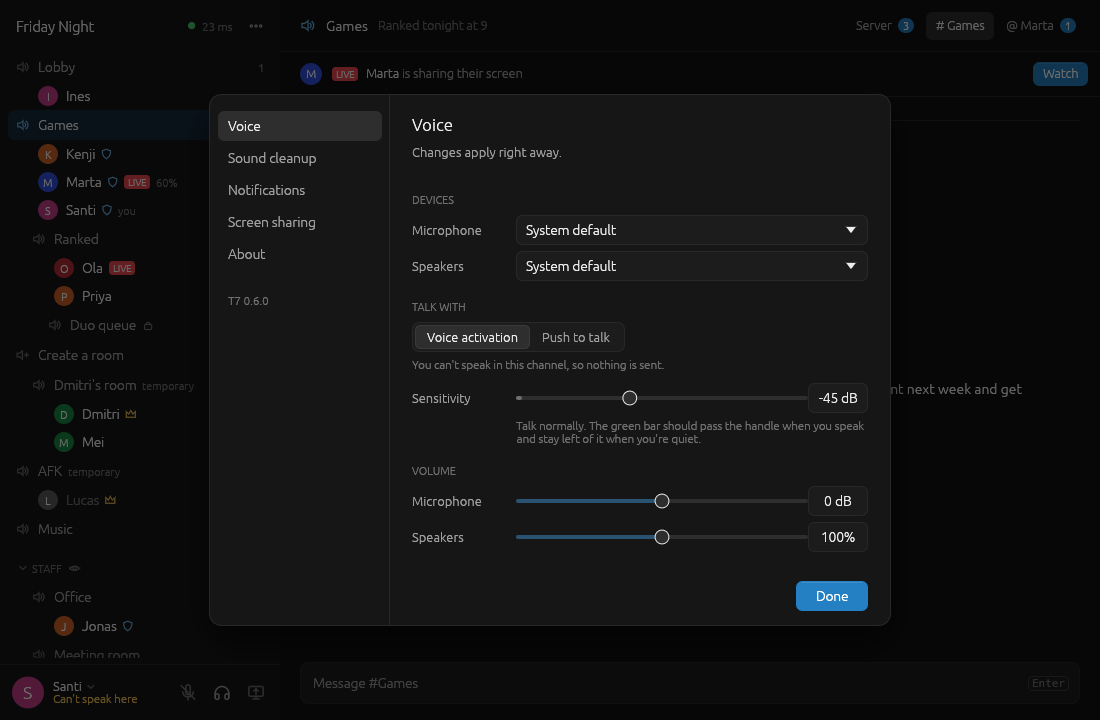 Friday Night
23 ms
Games
Ranked tonight at 9
Server 3
# Games
@ Marta 1
Lobby 1
I Ines
Games
K Kenji
M Marta LIVE 60%
S Santi you
Ranked
O Ola LIVE
P Priya
Duo queue
Create a room
Dmitri's room temporary
D Dmitri
M Mei
AFK temporary
L Lucas
Music
STAFF
Office
J Jonas
Meeting room
S Santi
Can't speak here
M LIVE Marta is sharing their screen
Watch
Voice
Sound cleanup
Notifications
Screen sharing
About
T7 0.6.0
Voice
Changes apply right away.
DEVICES
Microphone System default
Speakers System default
TALK WITH
Voice activation Push to talk
You can't speak in this channel, so nothing is sent.
Sensitivity -45 dB
Talk normally. The green bar should pass the handle when you speak
and stay left of it when you're quiet.
VOLUME
Microphone 0 dB
Speakers 100%
Done
next week and get
Message #Games
Enter